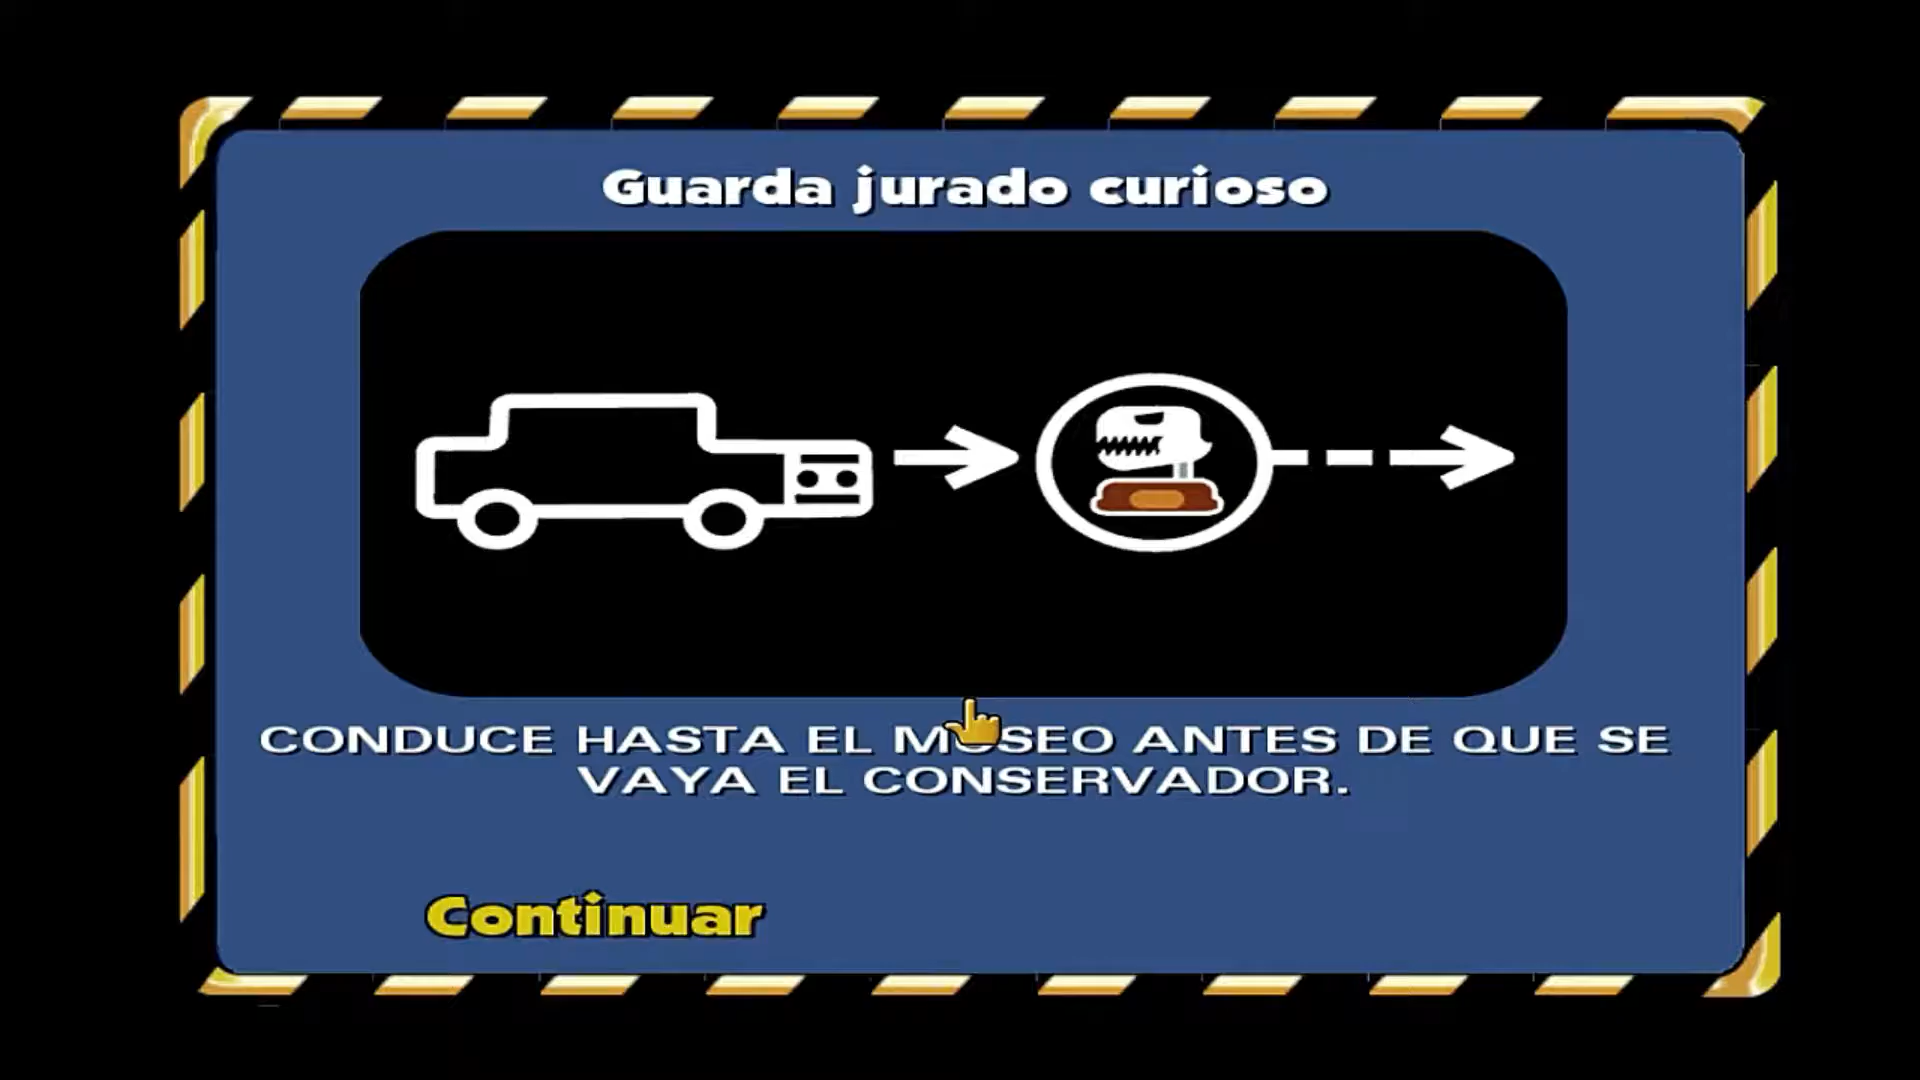 Guarda jurado curioso
CONDUCE HASTA EL MUSEO ANTES DE QUE SE
VAYA EL CONSERVADOR.
Continuar